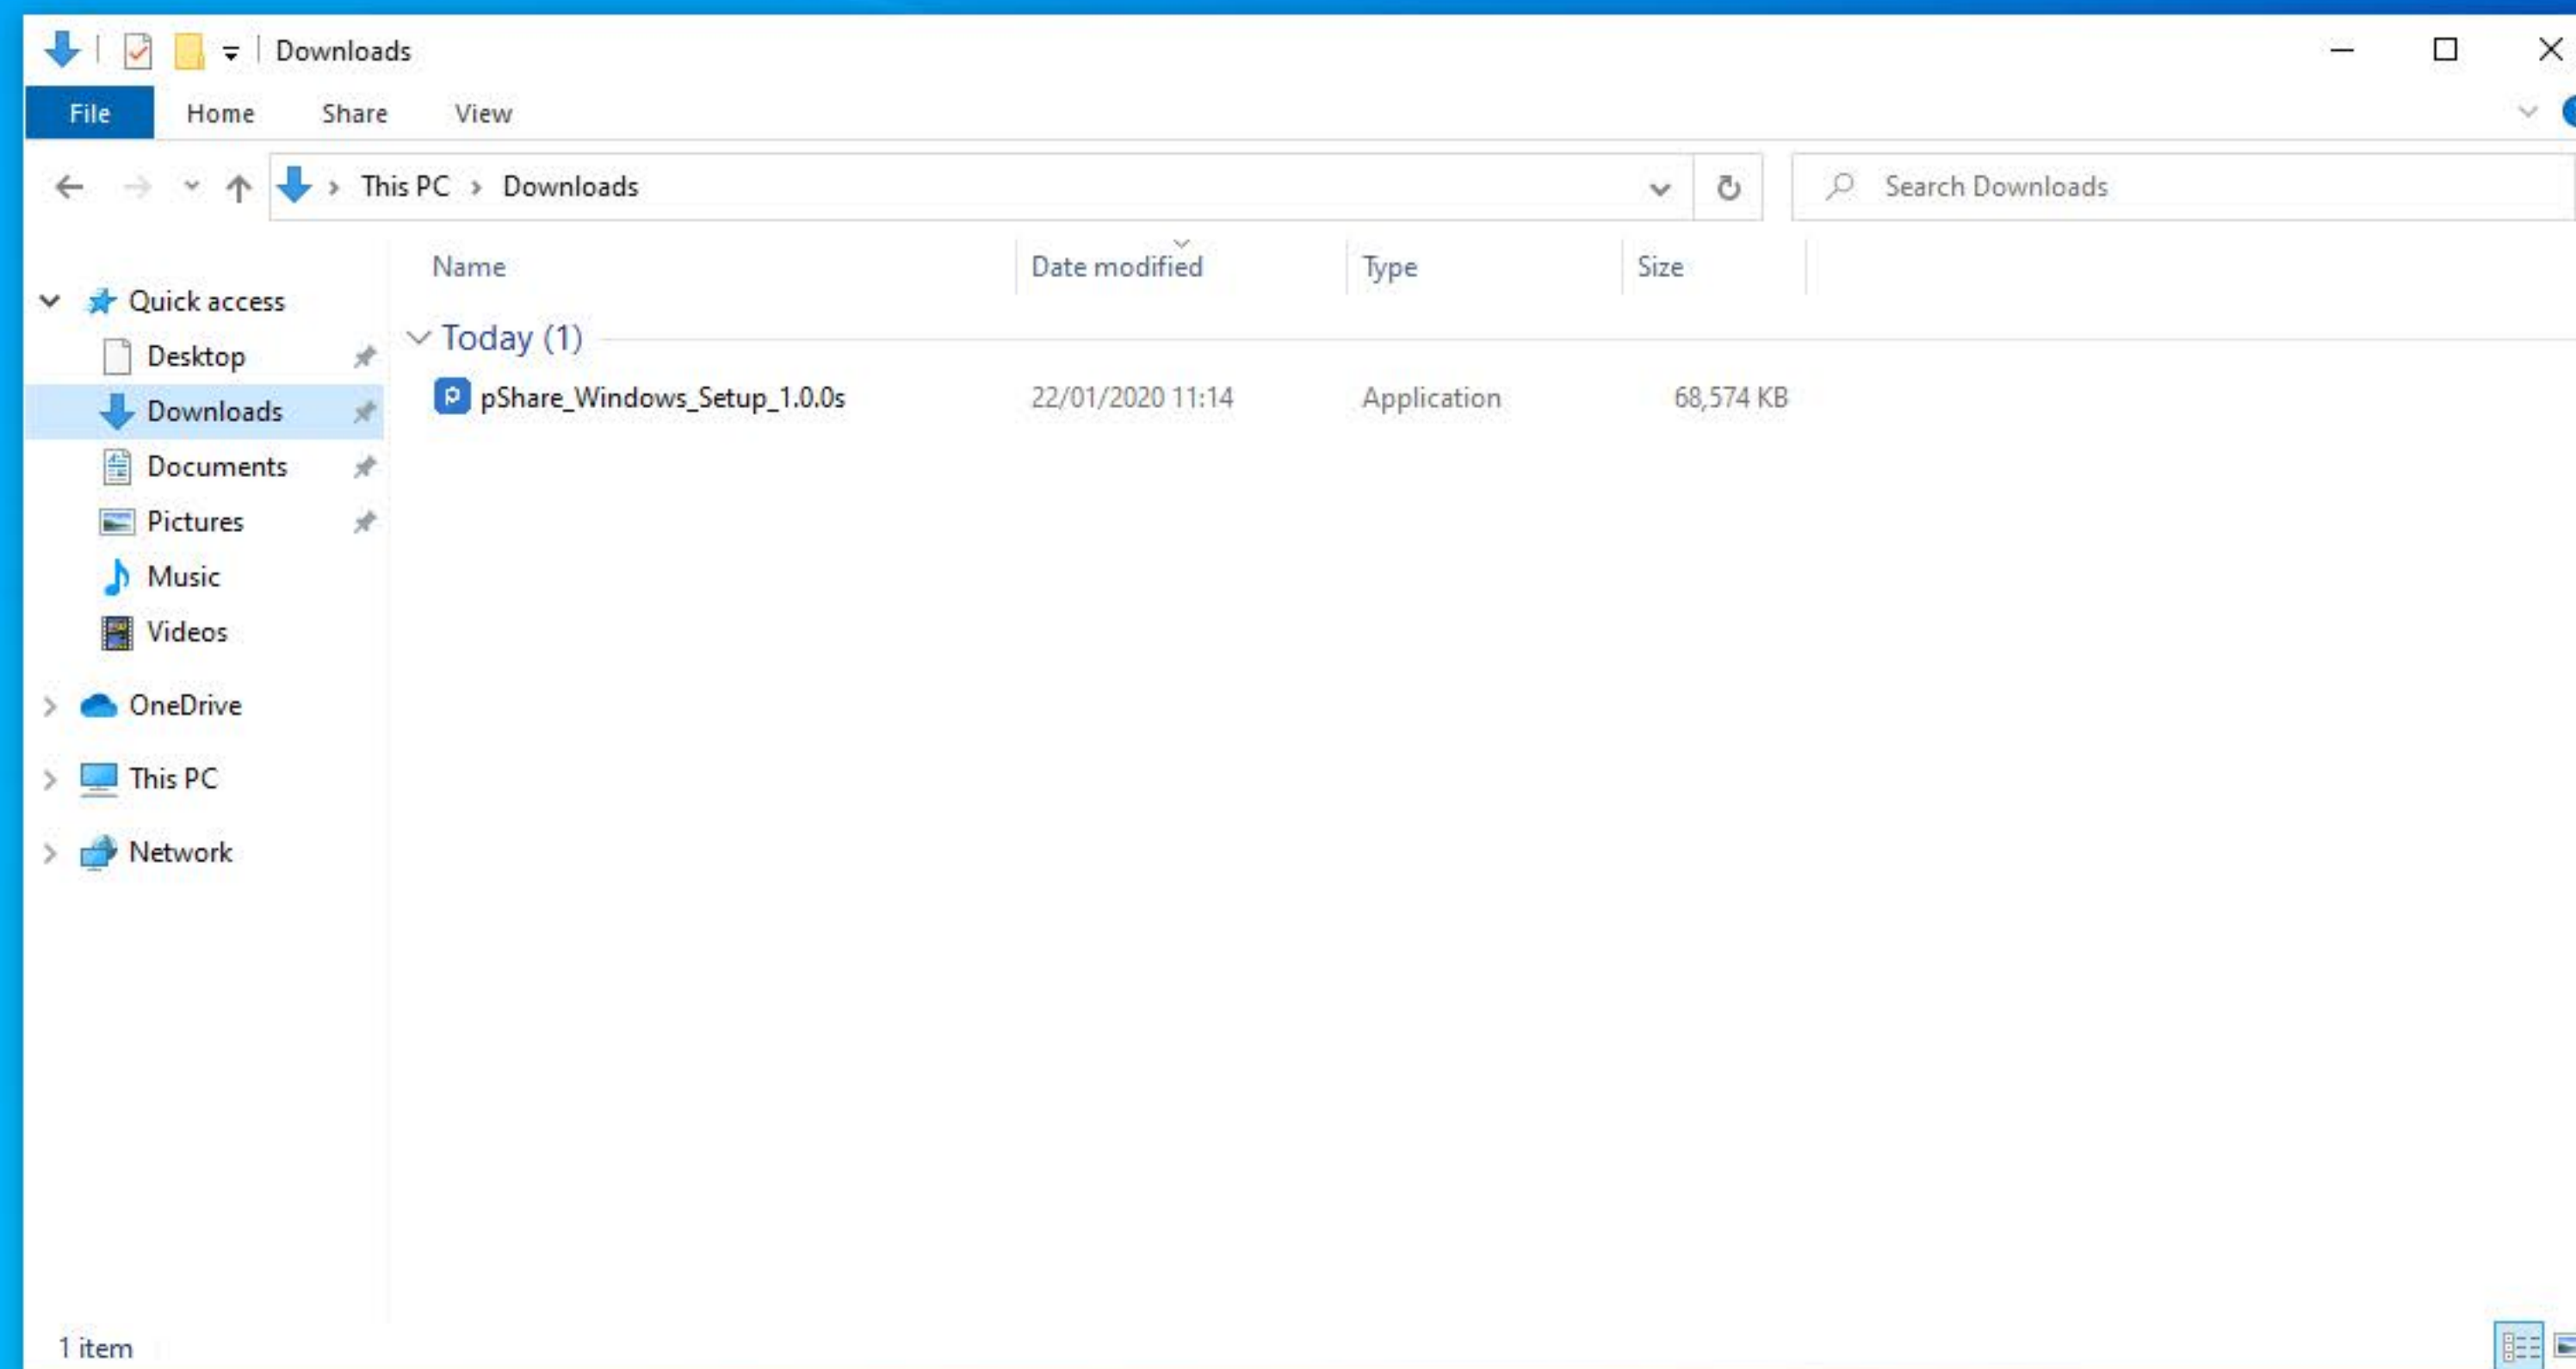 Downloads
File Home Share View
This PC Downloads
Search Downloads
Name Date modified Type Size
Quick access
Today (1)
Desktop
pShare_Windows_Setup_1.0.0s 22/01/2020 11:14 Application 68,574 KB
Downloads
Documents
Pictures
Music
Videos
OneDrive
This PC
Network
1 item